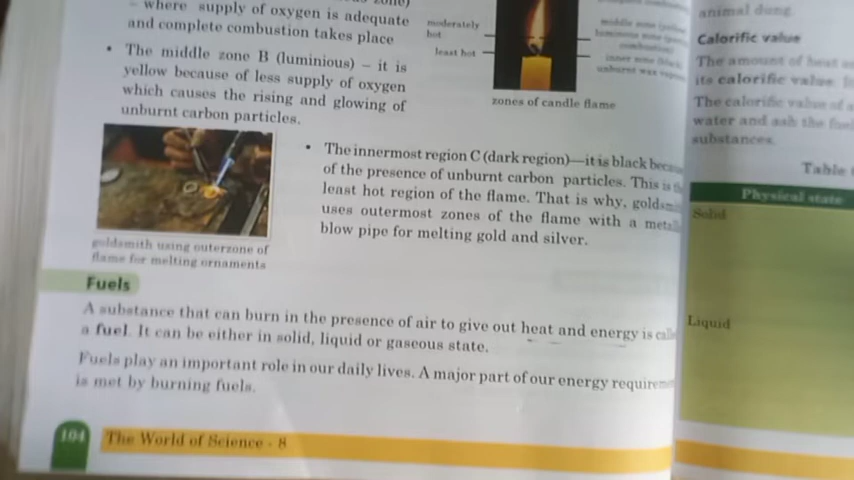 – where supply of oxygen is adequate
and complete combustion takes place
• The middle zone B (luminious) – it is
yellow because of less supply of oxygen
which causes the rising and glowing of
unburnt carbon particles.
moderately
hot
least hot
zones of candle flame
goldsmith using outerzone of
flame for melting ornaments
• The innermost region C (dark region)—it is black
of the presence of unburnt carbon particles. This is
least hot region of the flame. That is why,
uses outermost zones of the flame with a
blow pipe for melting gold and silver.
Fuels
A substance that can burn in the presence of air to give out heat and energy is
a fuel. It can be either in solid, liquid or gaseous state.
Fuels play an important role in our daily lives. A major part of our energy
is met by burning fuels.
104 The World of Science - 8
animal dung.
Calorific value
The amount of heat
its calorific value.
The calorific value of
water and ash the
substances.
Table
Physical state
Solid
Liquid